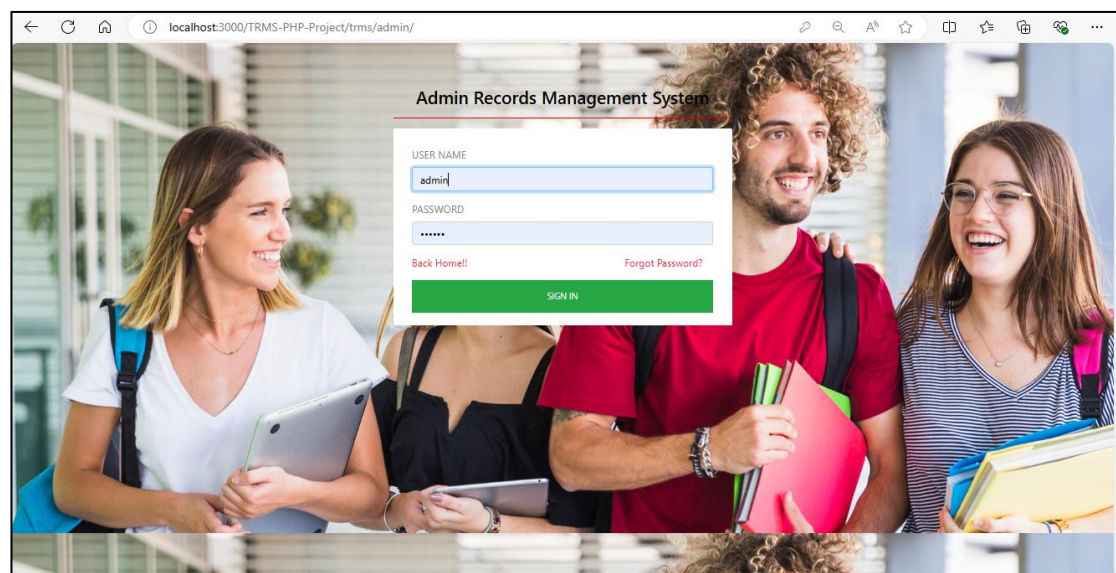 localhost:3000/TRMS-PHP-Project/trms/admin/
Admin Records Management System
USER NAME
admin
PASSWORD
••••••
Back Home!!
Forgot Password?
SIGN IN